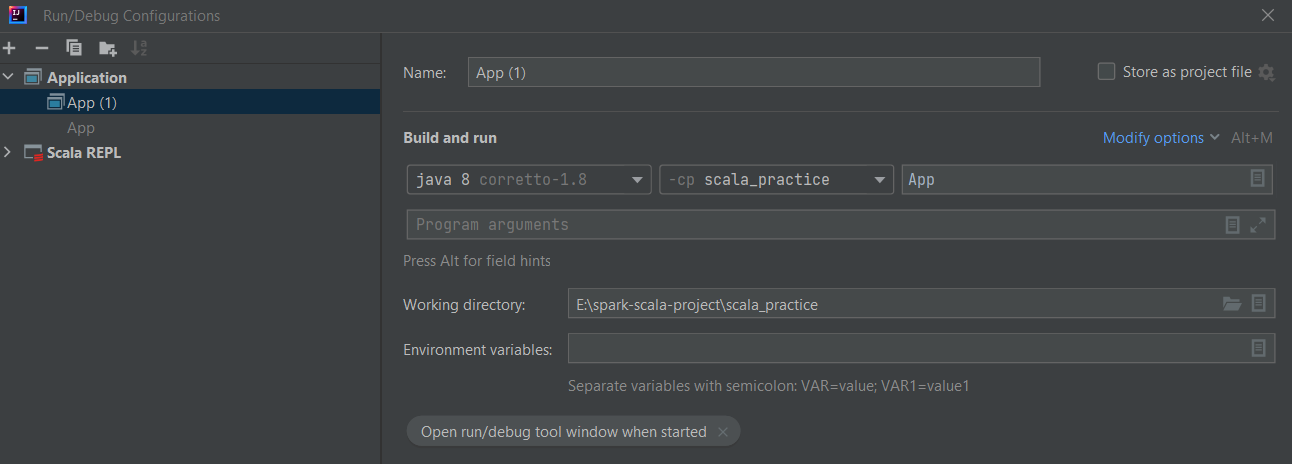 Run/Debug Configurations
Application
App (1)
App
Scala REPL
Name: App (1) Store as project file
Build and run Modify options Alt+M
java 8 corretto-1.8 -cp scala_practice App
Program arguments
Press Alt for field hints
Working directory: E:\spark-scala-project\scala_practice
Environment variables:
Separate variables with semicolon: VAR=value; VAR1=value1
Open run/debug tool window when started